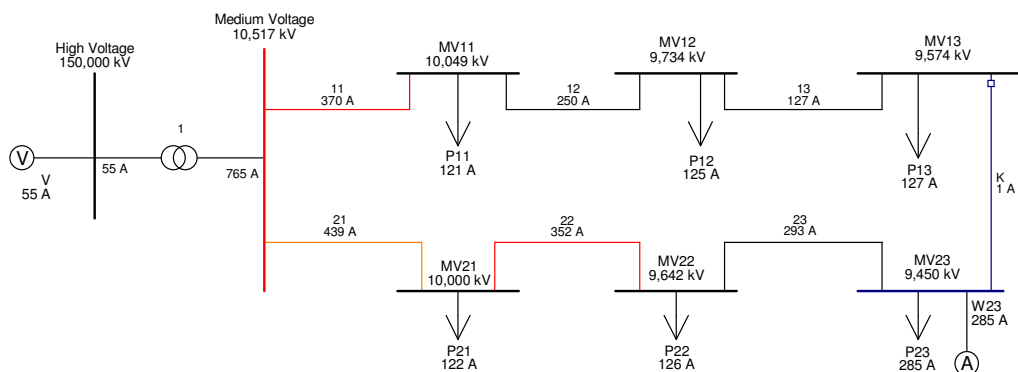 High Voltage
150,000 kV
V
V
55 A
55 A
1
Medium Voltage
10,517 kV
765 A
11
370 A
MV11
10,049 kV
P11
121 A
12
250 A
MV12
9,734 kV
P12
125 A
13
127 A
MV13
9,574 kV
P13
127 A
K
1 A
21
439 A
MV21
10,000 kV
P21
122 A
22
352 A
MV22
9,642 kV
P22
126 A
23
293 A
MV23
9,450 kV
P23
285 A
W23
285 A
A